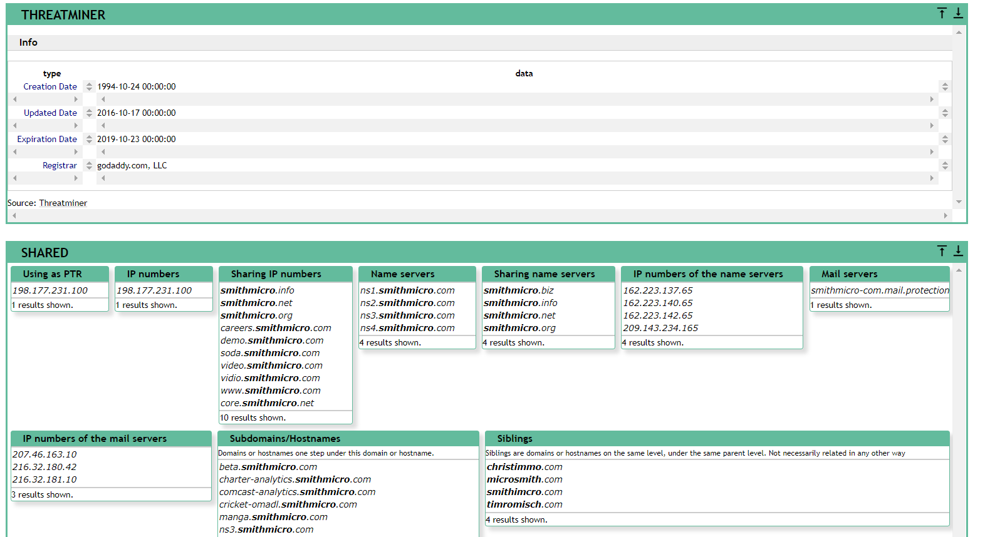 THREATMINER
Info
type data
Creation Date 1994-10-24 00:00:00
Updated Date 2016-10-17 00:00:00
Expiration Date 2019-10-23 00:00:00
Registrar godaddy.com, LLC
Source: Threatminer
SHARED
Using as PTR
198.177.231.100
1 results shown.
IP numbers
198.177.231.100
1 results shown.
Sharing IP numbers
smithmicro.info
smithmicro.net
smithmicro.org
careers.smithmicro.com
demo.smithmicro.com
soda.smithmicro.com
video.smithmicro.com
vidio.smithmicro.com
www.smithmicro.com
core.smithmicro.net
10 results shown.
Name servers
ns1.smithmicro.com
ns2.smithmicro.com
ns3.smithmicro.com
ns4.smithmicro.com
4 results shown.
Sharing name servers
smithmicro.biz
smithmicro.info
smithmicro.net
smithmicro.org
4 results shown.
IP numbers of the name servers
162.223.137.65
162.223.140.65
162.223.142.65
209.143.234.165
4 results shown.
Mail servers
smithmicro-com.mail.protection
1 results shown.
IP numbers of the mail servers
207.46.163.10
216.32.180.42
216.32.181.10
3 results shown.
Subdomains/Hostnames
Domains or hostnames one step under this domain or hostname.
beta.smithmicro.com
charter-analytics.smithmicro.com
comcast-analytics.smithmicro.com
cricket-omadl.smithmicro.com
manga.smithmicro.com
ns3.smithmicro.com
Siblings
Siblings are domains or hostnames on the same level, under the same parent level. Not necessarily related in any other way
christimmo.com
microsmith.com
smithimcro.com
timromisch.com
4 results shown.